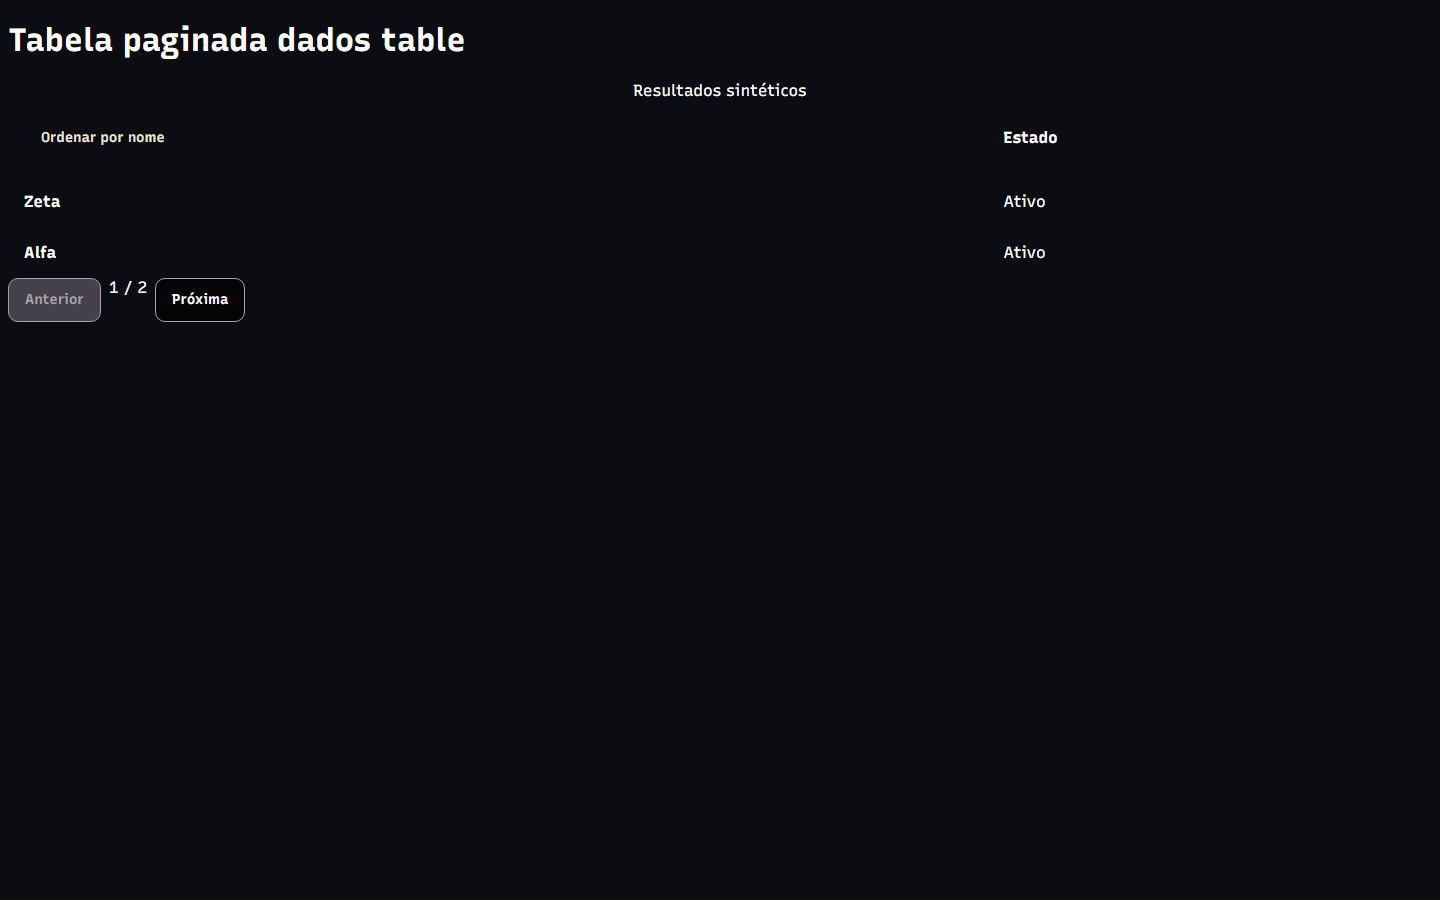 Tabela paginada dados table
Resultados sintéticos
Ordenar por nome Estado
Zeta Ativo
Alfa Ativo
Anterior 1 / 2 Próxima